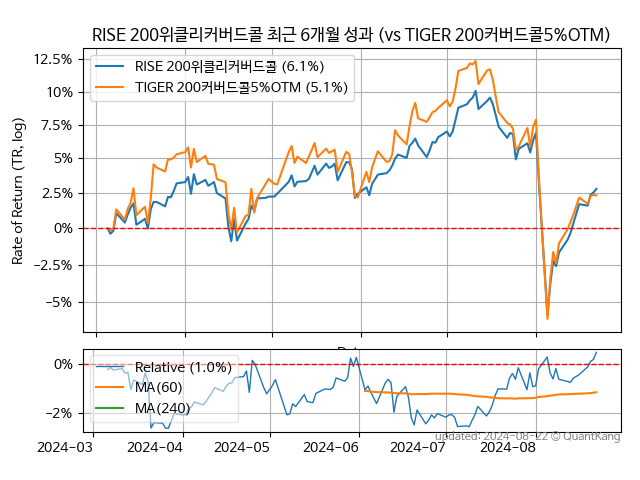 RISE 200위클리커버드콜 최근 6개월 성과 (vs TIGER 200커버드콜5%OTM)
Rate of Return (TR, log)
12.5%
10%
7.5%
5%
2.5%
0%
−2.5%
−5%
RISE 200위클리커버드콜 (6.1%)
TIGER 200커버드콜5%OTM (5.1%)
0%
−2%
Relative (1.0%)
MA(60)
MA(240)
2024-03
2024-04
2024-05
2024-06
2024-07
2024-08
updated: 2024-08-22 © QuantKang